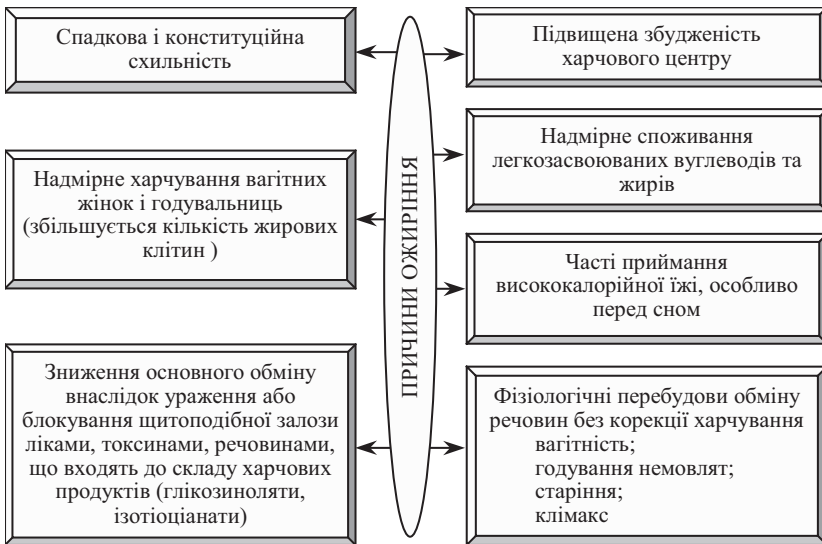 Спадкова і конституційна
схильність
Надмірне харчування вагітних
жінок і годувальниць
(збільшується кількість жирових
клітин )
Зниження основного обміну
внаслідок ураження або
блокування щитоподібної залози
ліками, токсинами, речовинами,
що входять до складу харчових
продуктів (глікозиноляти,
ізотіоціанати)
ПРИЧИНИ ОЖИРІННЯ
Підвищена збудженість
харчового центру
Надмірне споживання
легкозасвоюваних вуглеводів та
жирів
Часті приймання
висококалорійної їжі, особливо
перед сном
Фізіологічні перебудови обміну
речовин без корекції харчування
вагітність;
годування немовлят;
старіння;
клімакс